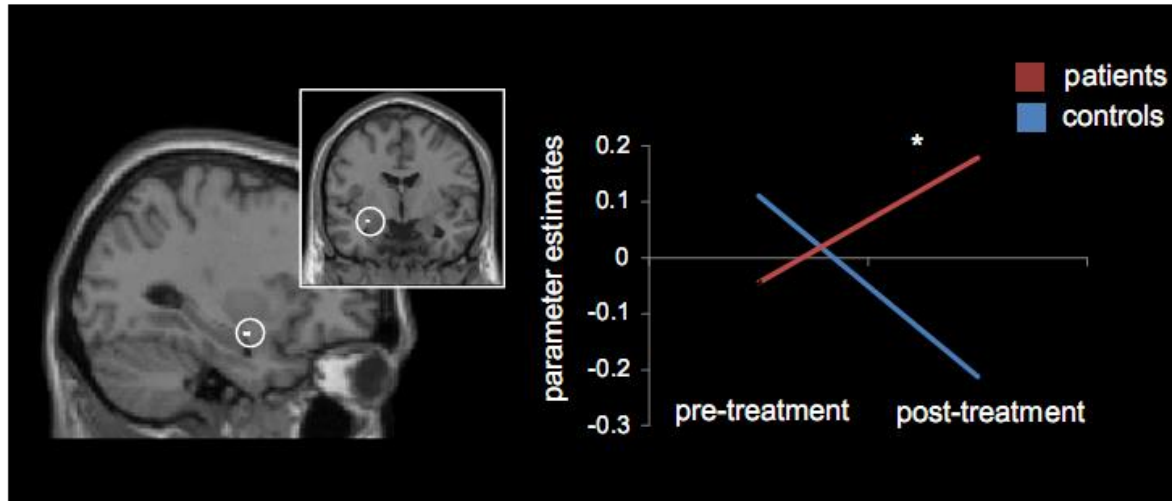 patients
controls
parameter estimates
0.2
0.1
0
-0.1
-0.2
-0.3
*
pre-treatment
post-treatment